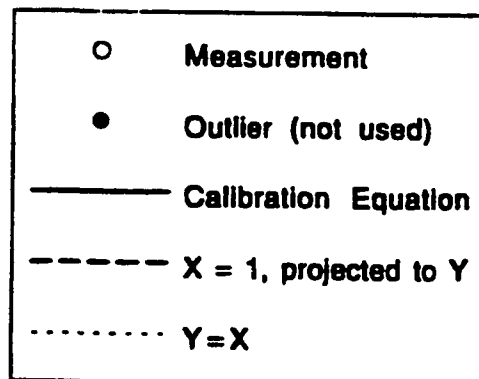 Measurement
Outlier (not used)
Calibration Equation
X = 1, projected to Y
Y=X